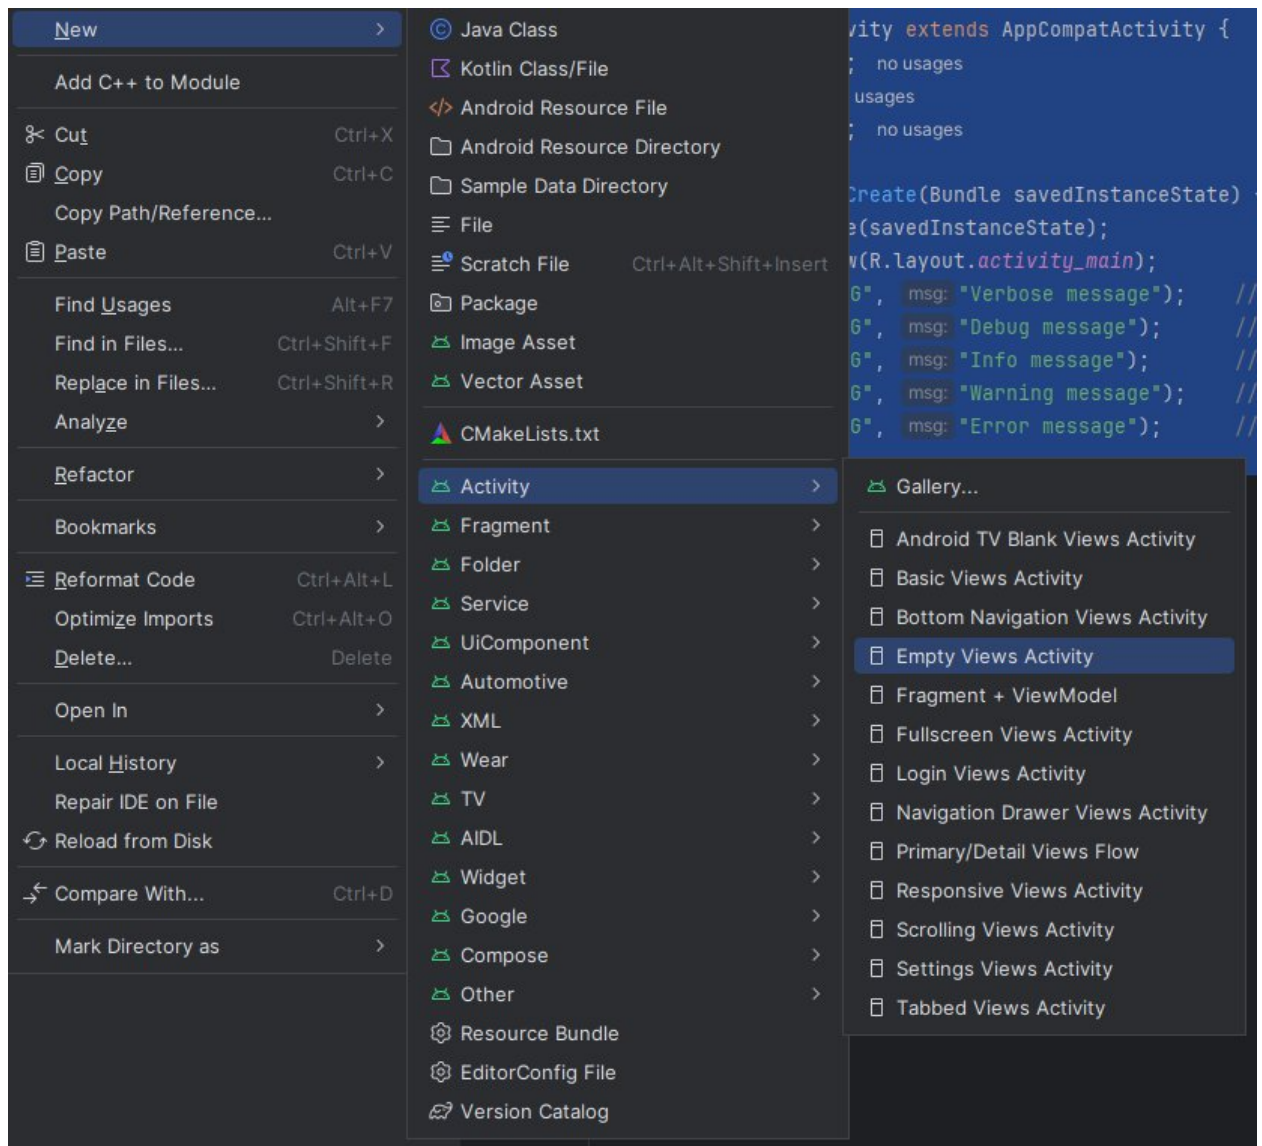 New
Add C++ to Module
Cut Ctrl+X
Copy Ctrl+C
Copy Path/Reference...
Paste Ctrl+V
Find Usages Alt+F7
Find in Files... Ctrl+Shift+F
Replace in Files... Ctrl+Shift+R
Analyze
Refactor
Bookmarks
Reformat Code Ctrl+Alt+L
Optimize Imports Ctrl+Alt+O
Delete... Delete
Open In
Local History
Repair IDE on File
Reload from Disk
Compare With... Ctrl+D
Mark Directory as
Java Class
Kotlin Class/File
Android Resource File
Android Resource Directory
Sample Data Directory
File
Scratch File Ctrl+Alt+Shift+Insert
Package
Image Asset
Vector Asset
CMakeLists.txt
Activity
Fragment
Folder
Service
UiComponent
Automotive
XML
Wear
TV
AIDL
Widget
Google
Compose
Other
Resource Bundle
EditorConfig File
Version Catalog
vity extends AppCompatActivity {
; no usages
usages
; no usages
Create(Bundle savedInstanceState) {
e(savedInstanceState);
w(R.layout.activity_main);
G", msg: "Verbose message"); //
G", msg: "Debug message"); //
G", msg: "Info message"); //
G", msg: "Warning message"); //
G", msg: "Error message"); //
Gallery...
Android TV Blank Views Activity
Basic Views Activity
Bottom Navigation Views Activity
Empty Views Activity
Fragment + ViewModel
Fullscreen Views Activity
Login Views Activity
Navigation Drawer Views Activity
Primary/Detail Views Flow
Responsive Views Activity
Scrolling Views Activity
Settings Views Activity
Tabbed Views Activity